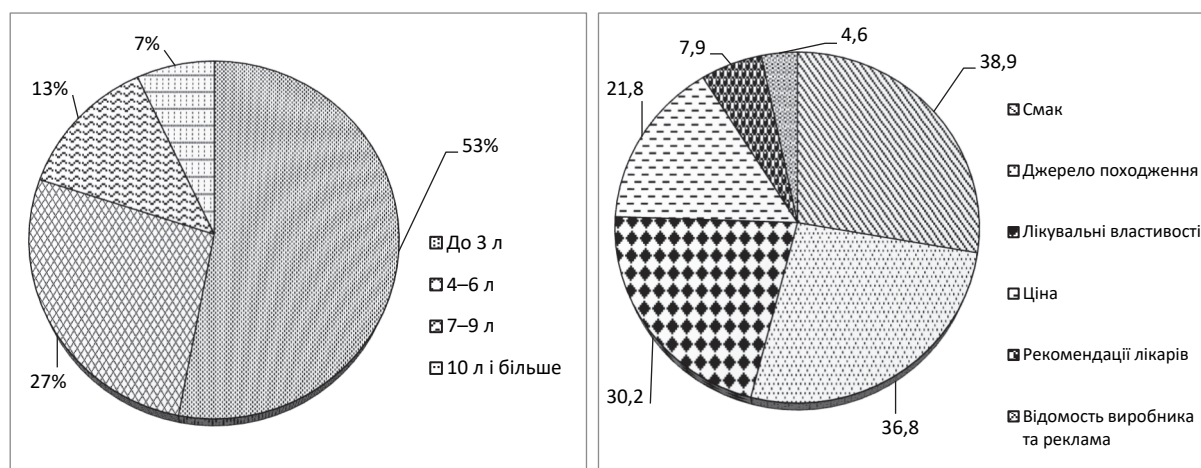 7%
13%
53%
27%
До 3 л
4–6 л
7–9 л
10 л і більше
4,6
7,9
38,9
21,8
30,2
36,8
Смак
Джерело походження
Лікувальні властивості
Ціна
Рекомендації лікарів
Відомость виробника
та реклама